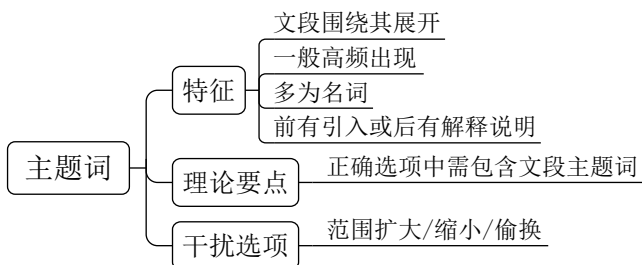 文段围绕其展开
一般高频出现
特征
多为名词
前有引入或后有解释说明
主题词
理论要点
正确选项中需包含文段主题词
干扰选项
范围扩大/缩小/偷换